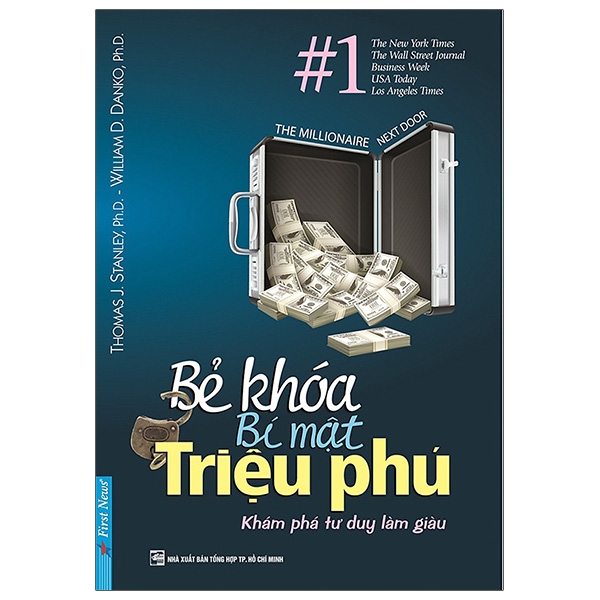 #1
The New York Times
The Wall Street Journal
Business Week
USA Today
Los Angeles Times
THE MILLIONAIRE NEXT DOOR
THOMAS J. STANLEY, Ph.D. - WILLIAM D. DANKO, Ph.D.
Bẻ khóa
Bí mật
Triệu phú
Khám phá tư duy làm giàu
First News
NHÀ XUẤT BẢN TỔNG HỢP TP. HỒ CHÍ MINH